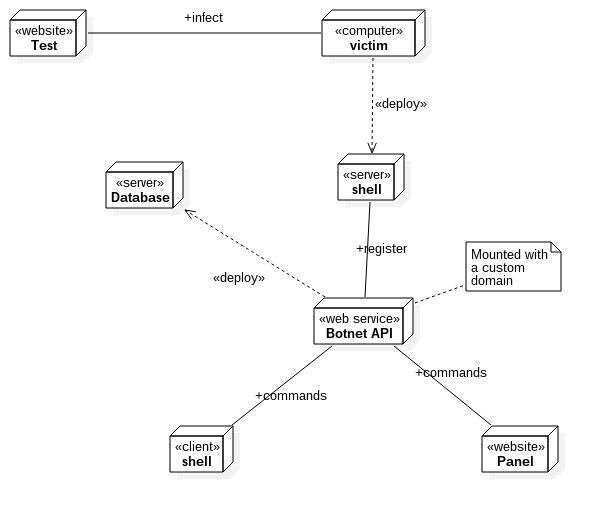 +infect
«website»
Test
«computer»
victim
«deploy»
«server»
shell
«server»
Database
+register
Mounted with
a custom
domain
«deploy»
«web service»
Botnet API
+commands
+commands
«client»
shell
«website»
Panel